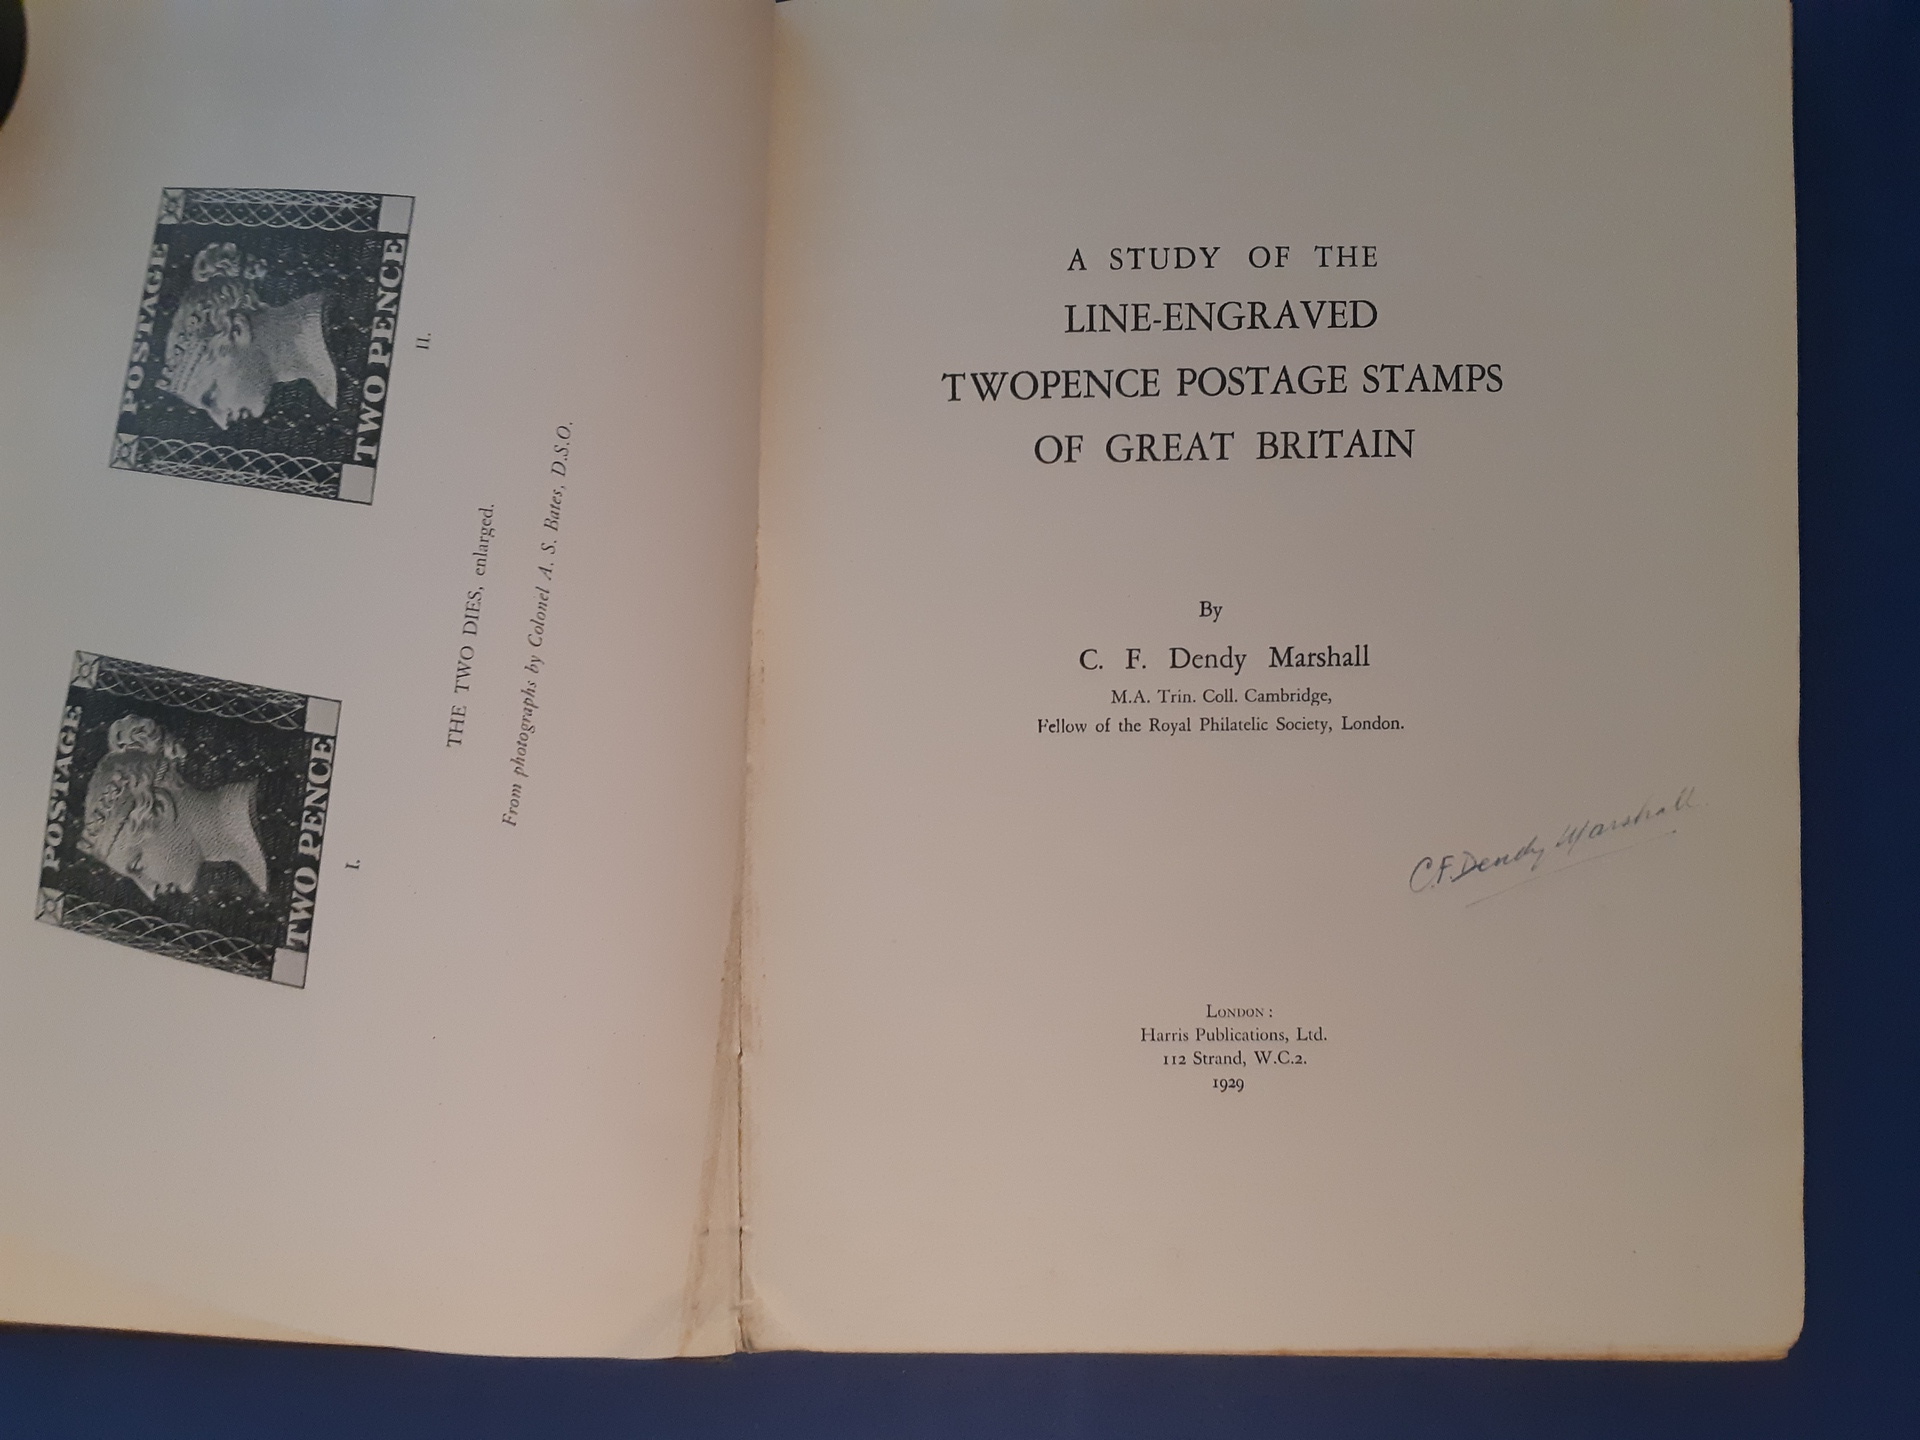 POSTAGE
TWO PENCE
II.
POSTAGE
TWO PENCE
I.
THE TWO DIES, enlarged.
From photographs by Colonel A. S. Bates, D.S.O.
A STUDY OF THE
LINE-ENGRAVED
TWOPENCE POSTAGE STAMPS
OF GREAT BRITAIN
By
C. F. Dendy Marshall
M.A. Trin. Coll. Cambridge,
Fellow of the Royal Philatelic Society, London.
C.F. Dendy Marshall
London:
Harris Publications, Ltd.
112 Strand, W.C.2.
1929